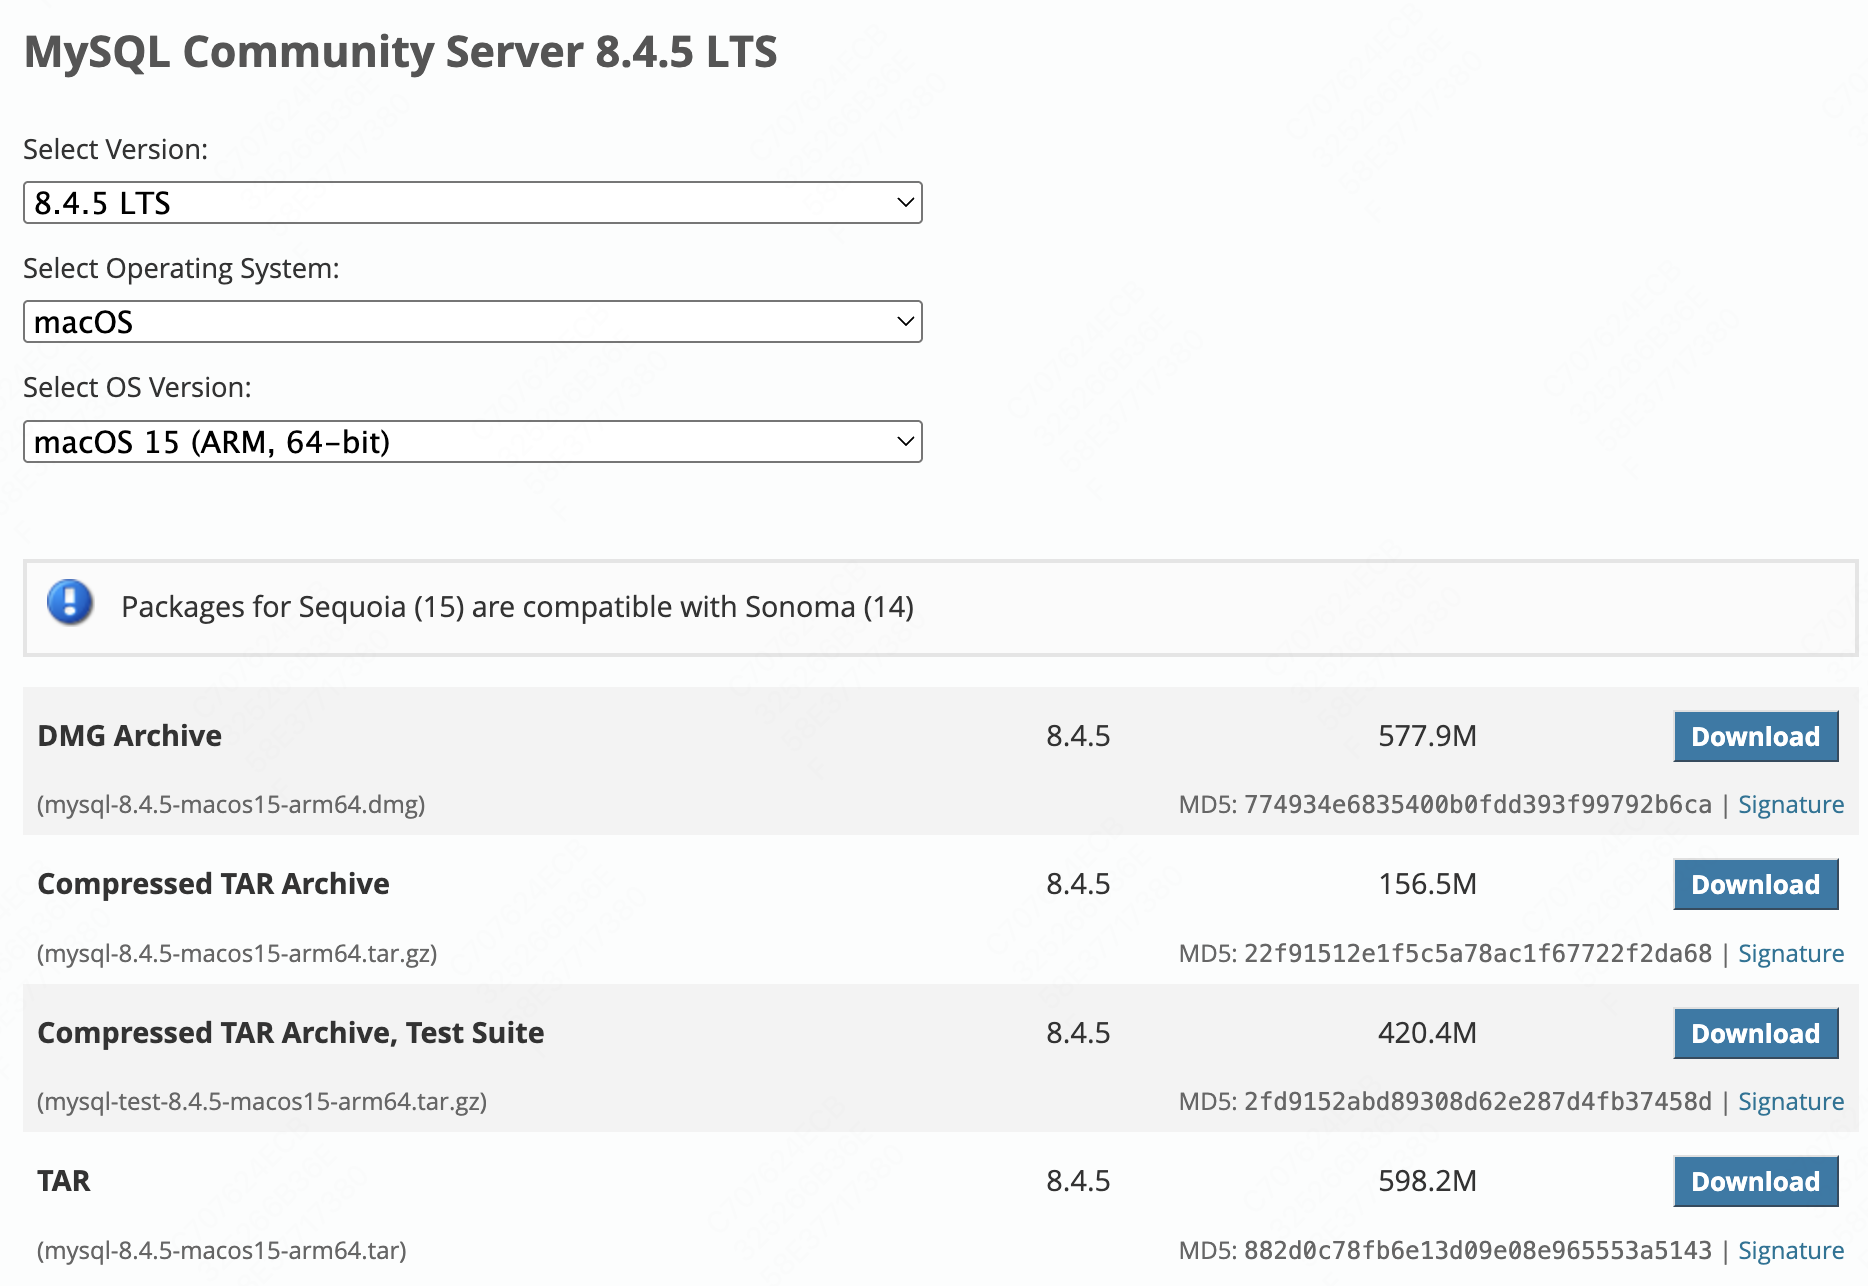 MySQL Community Server 8.4.5 LTS
Select Version:
8.4.5 LTS
Select Operating System:
macOS
Select OS Version:
macOS 15 (ARM, 64-bit)
Packages for Sequoia (15) are compatible with Sonoma (14)
DMG Archive 8.4.5 577.9M Download
(mysql-8.4.5-macos15-arm64.dmg) MD5: 774934e6835400b0fdd393f99792b6ca | Signature
Compressed TAR Archive 8.4.5 156.5M Download
(mysql-8.4.5-macos15-arm64.tar.gz) MD5: 22f91512e1f5c5a78ac1f67722f2da68 | Signature
Compressed TAR Archive, Test Suite 8.4.5 420.4M Download
(mysql-test-8.4.5-macos15-arm64.tar.gz) MD5: 2fd9152abd89308d62e287d4fb37458d | Signature
TAR 8.4.5 598.2M Download
(mysql-8.4.5-macos15-arm64.tar) MD5: 882d0c78fb6e13d09e08e965553a5143 | Signature